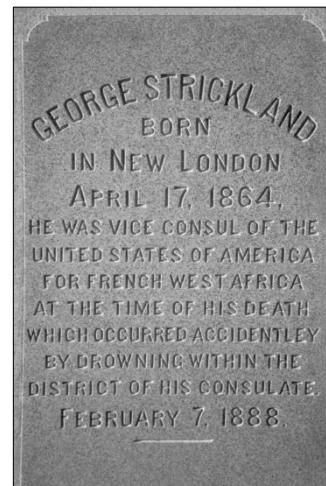 GEORGE STRICKLAND
BORN
IN NEW LONDON
APRIL 17, 1864,
HE WAS VICE CONSUL OF THE
UNITED STATES OF AMERICA
FOR FRENCH WEST AFRICA
AT THE TIME OF HIS DEATH
WHICH OCCURRED ACCIDENTLEY
BY DROWNING WITHIN THE
DISTRICT OF HIS CONSULATE.
FEBRUARY 7, 1888.